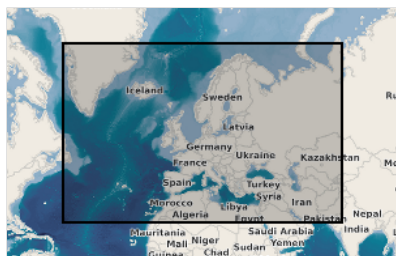 Iceland
Sweden
Latvia
Germany
Ukraine
France
Kazakhstan
Spain
Turkey
Syria
Morocco
Libya
Iran
Algeria
Egypt
Pakistan
Nepal
Mauritania
Saudi Arabia
India
Mali
Niger
Sudan
Yemen
Chad